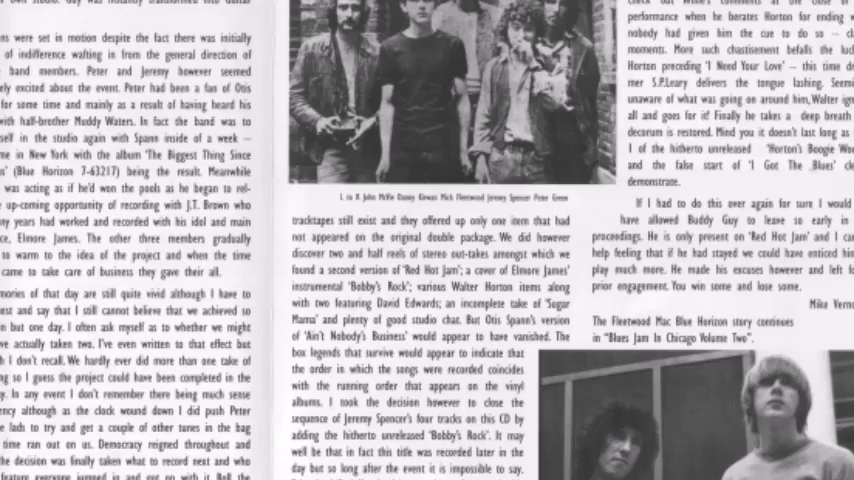 ns were set in motion despite the fact there was initially
of indifference wafting in from the general direction of
band members. Peter and Jeremy however seemed
ely excited about the event. Peter had been a fan of Otis
for some time and mainly as a result of having heard his
with half-brother Muddy Waters. In fact the band was to
self in the studio again with Spann inside of a week –
me in New York with the album 'The Biggest Thing Since
s' (Blue Horizon 7-63217) being the result. Meanwhile
was acting as if he'd won the pools as he began to rel-
e up-coming opportunity of recording with J.T. Brown who
ny years had worked and recorded with his idol and main
ce, Elmore James. The other three members gradually
to warm to the idea of the project and when the time
came to take care of business they gave their all.
mories of that day are still quite vivid although I have to
est and say that I still cannot believe that we achieved so
in but one day. I often ask myself as to whether we might
ve actually taken two. I've even written to that effect but
h I don't recall. We hardly ever did more than one take of
ng so I guess the project could have been completed in the
y. In any event I don't remember there being much sense
ency although as the clock wound down I did push Peter
e lads to try and get a couple of other tunes in the bag
time ran out on us. Democracy reigned throughout and
he decision was finally taken what to record next and who
feature everyone jumped in and got on with it. Roll the
L to R John McVie Danny Kirwan Mick Fleetwood Jeremy Spencer Peter Green
tracktapes still exist and they offered up only one item that had
not appeared on the original double package. We did however
discover two and half reels of stereo out-takes amongst which we
found a second version of 'Red Hot Jam'; a cover of Elmore James'
instrumental 'Bobby's Rock'; various Walter Horton items along
with two featuring David Edwards; an incomplete take of 'Sugar
Mama' and plenty of good studio chat. But Otis Spann's version
of 'Ain't Nobody's Business' would appear to have vanished. The
box legends that survive would appear to indicate that
the order in which the songs were recorded coincides
with the running order that appears on the vinyl
albums. I took the decision however to close the
sequence of Jeremy Spencer's four tracks on this CD by
adding the hitherto unreleased 'Bobby's Rock'. It may
well be that in fact this title was recorded later in the
day but so long after the event it is impossible to say.
check out Willie's comments at the close of
performance when he berates Horton for ending w
nobody had given him the cue to do so – cl
moments. More such chastisement befalls the luc
Horton preceding 'I Need Your Love' – this time dr
mer S.P.Leary delivers the tongue lashing. Seemi
unaware of what was going on around him, Walter igno
all and goes for it! Finally he takes a deep breath
decorum is restored. Mind you it doesn't last long as
1 of the hitherto unreleased 'Horton's Boogie Woo
and the false start of 'I Got The Blues' cle
demonstrate.
If I had to do this over again for sure I would
have allowed Buddy Guy to leave so early in
proceedings. He is only present on 'Red Hot Jam' and I can
help feeling that if he had stayed we could have enticed him
play much more. He made his excuses however and left fo
prior engagement. You win some and lose some.
Mike Verno
The Fleetwood Mac Blue Horizon story continues
in "Blues Jam In Chicago Volume Two".